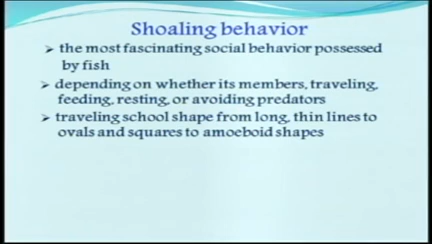 Shoaling behavior
➢ the most fascinating social behavior possessed
by fish
➢ depending on whether its members, traveling,
feeding, resting, or avoiding predators
➢ traveling school shape from long, thin lines to
ovals and squares to amoeboid shapes